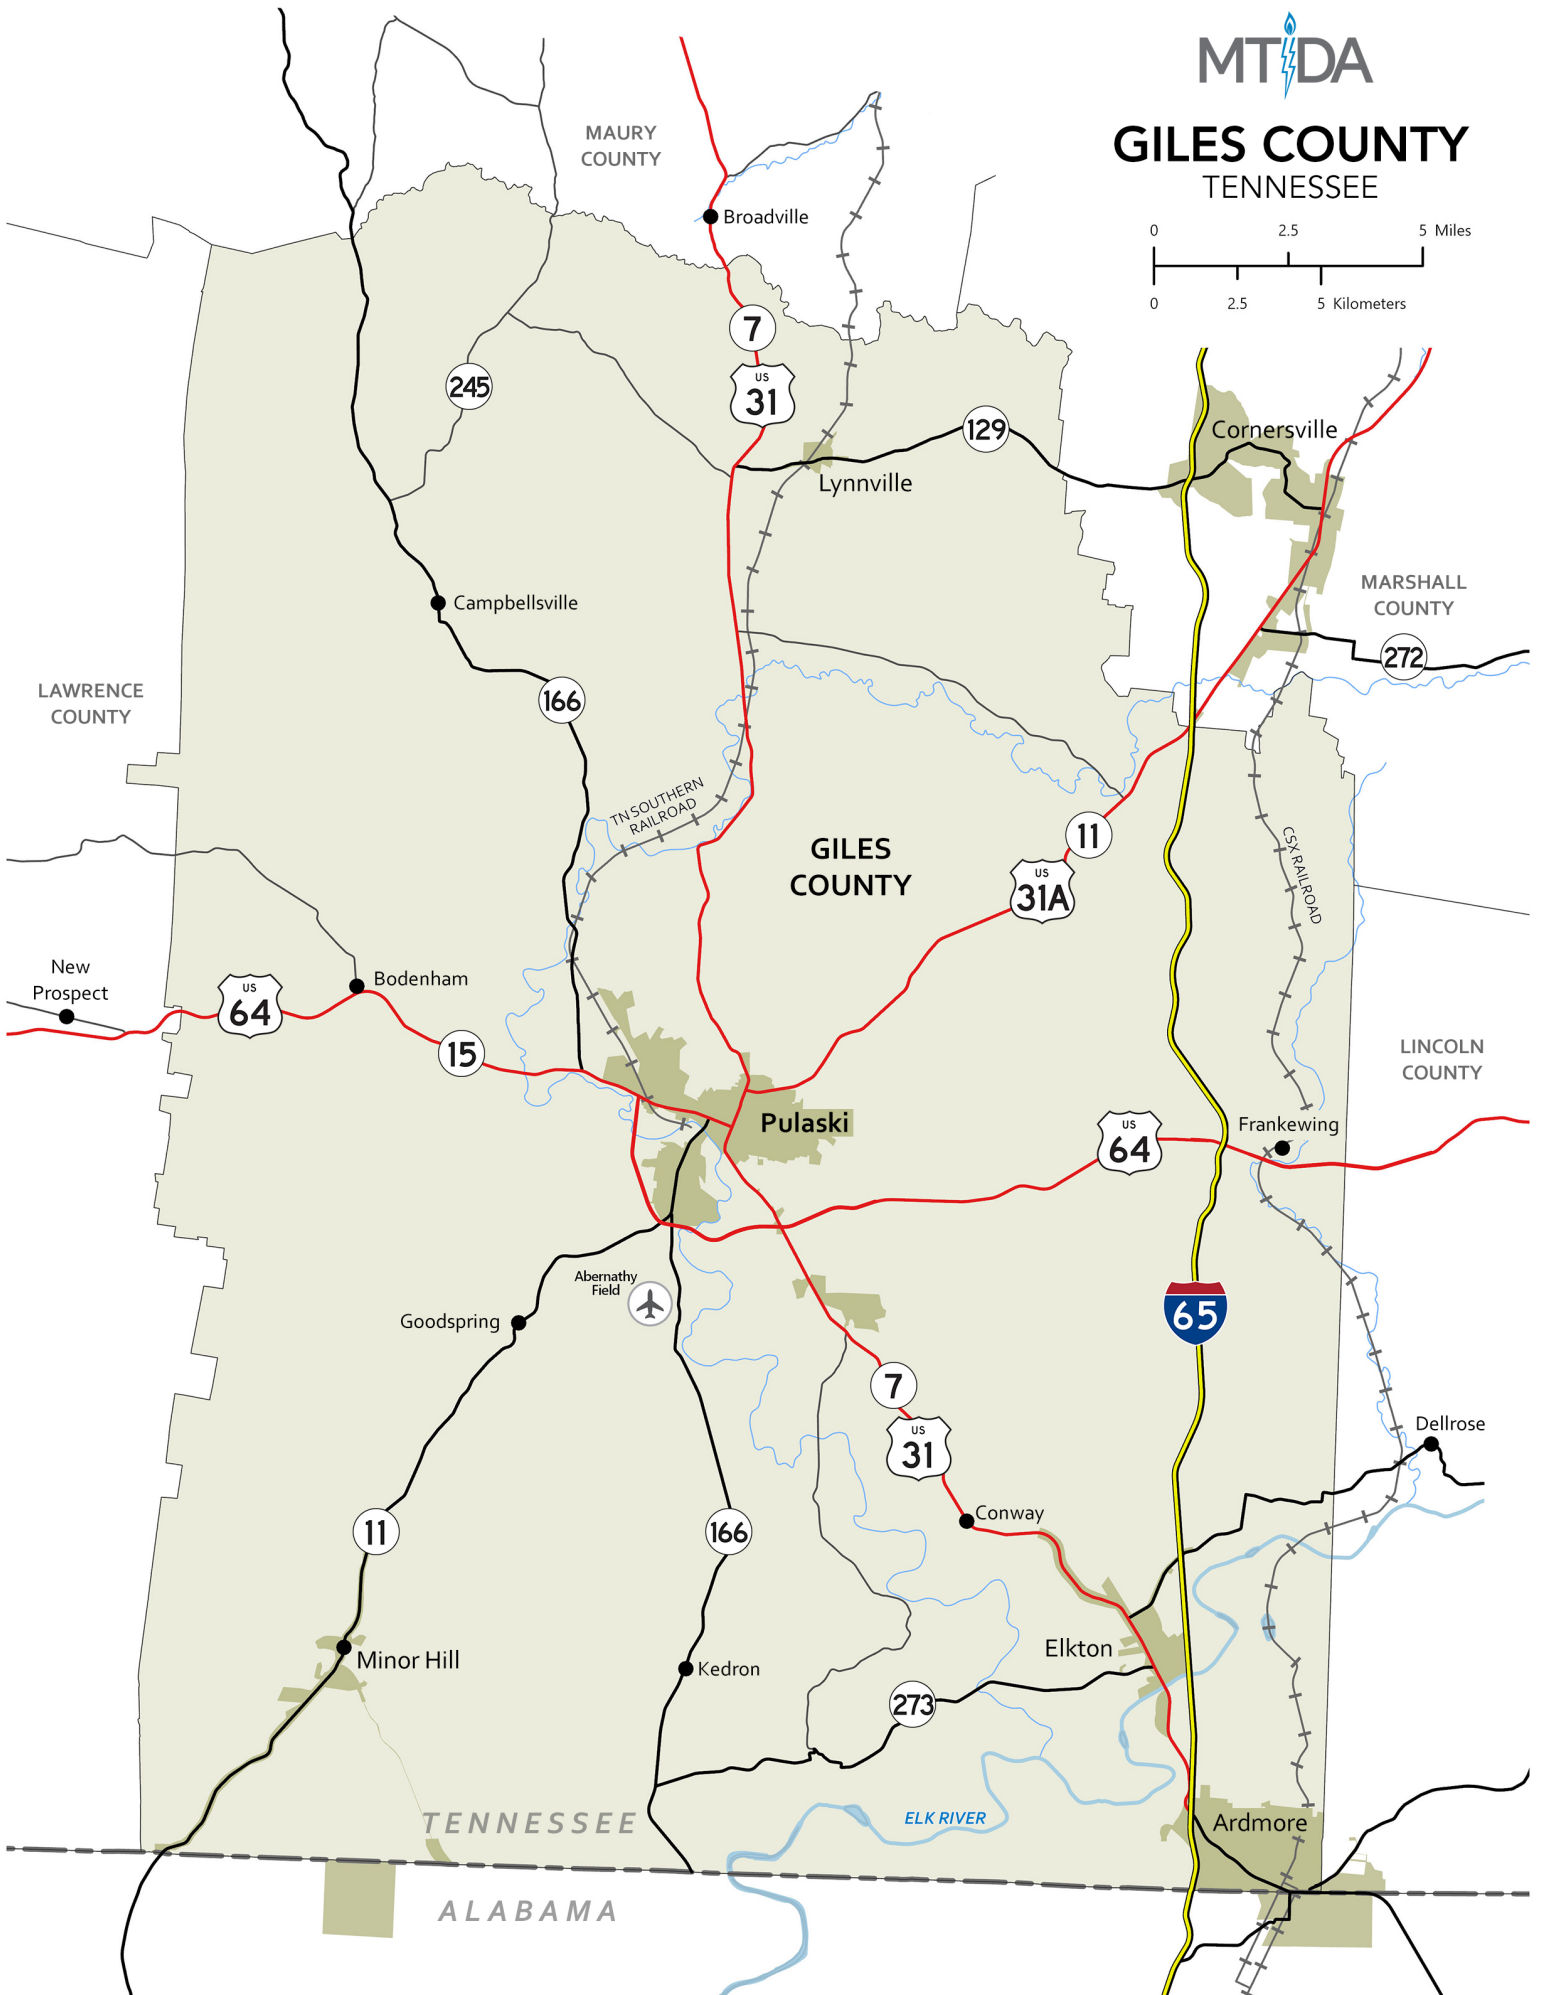 MTDA
GILES COUNTY
TENNESSEE
0 2.5 5 Miles
0 2.5 5 Kilometers
MAURY
COUNTY
Broadville
7
US
31
245
129
Cornersville
Lynnville
MARSHALL
COUNTY
Campbellsville
272
LAWRENCE
COUNTY
166
TN SOUTHERN
RAILROAD
GILES
COUNTY
11
US
31A
CSX RAILROAD
New
Prospect
US
64
Bodenham
15
LINCOLN
COUNTY
Pulaski
US
64
Frankewing
Abernathy
Field
Goodspring
65
7
US
31
Dellrose
11
166
Conway
Minor Hill
Kedron
Elkton
273
TENNESSEE
ELK RIVER
Ardmore
ALABAMA